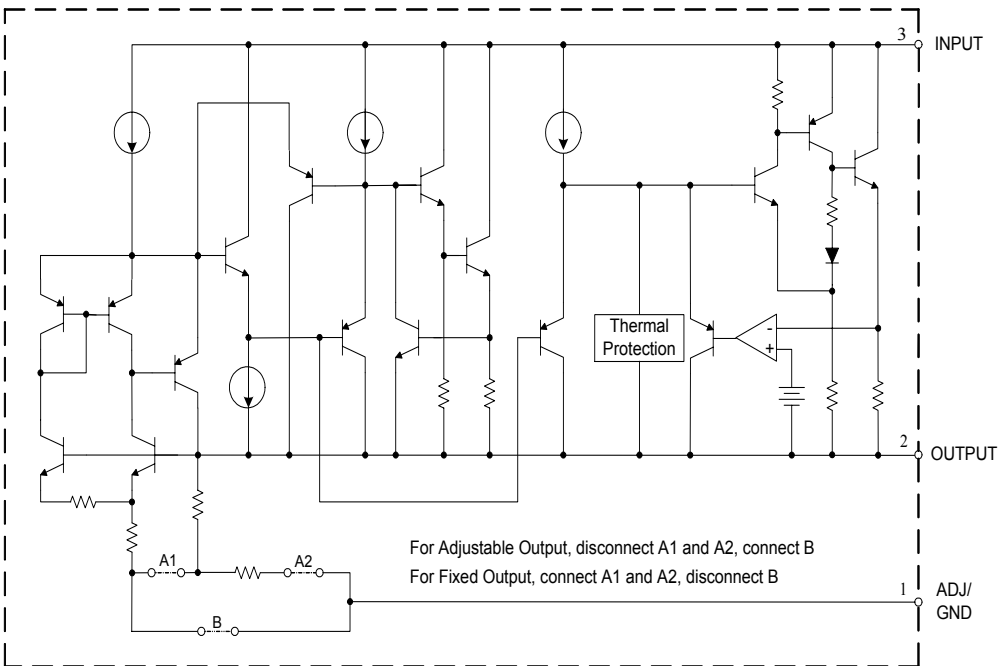 3
INPUT
Thermal
Protection
-
+
2
OUTPUT
For Adjustable Output, disconnect A1 and A2, connect B
A1
A2
For Fixed Output, connect A1 and A2, disconnect B
1
ADJ/
GND
B